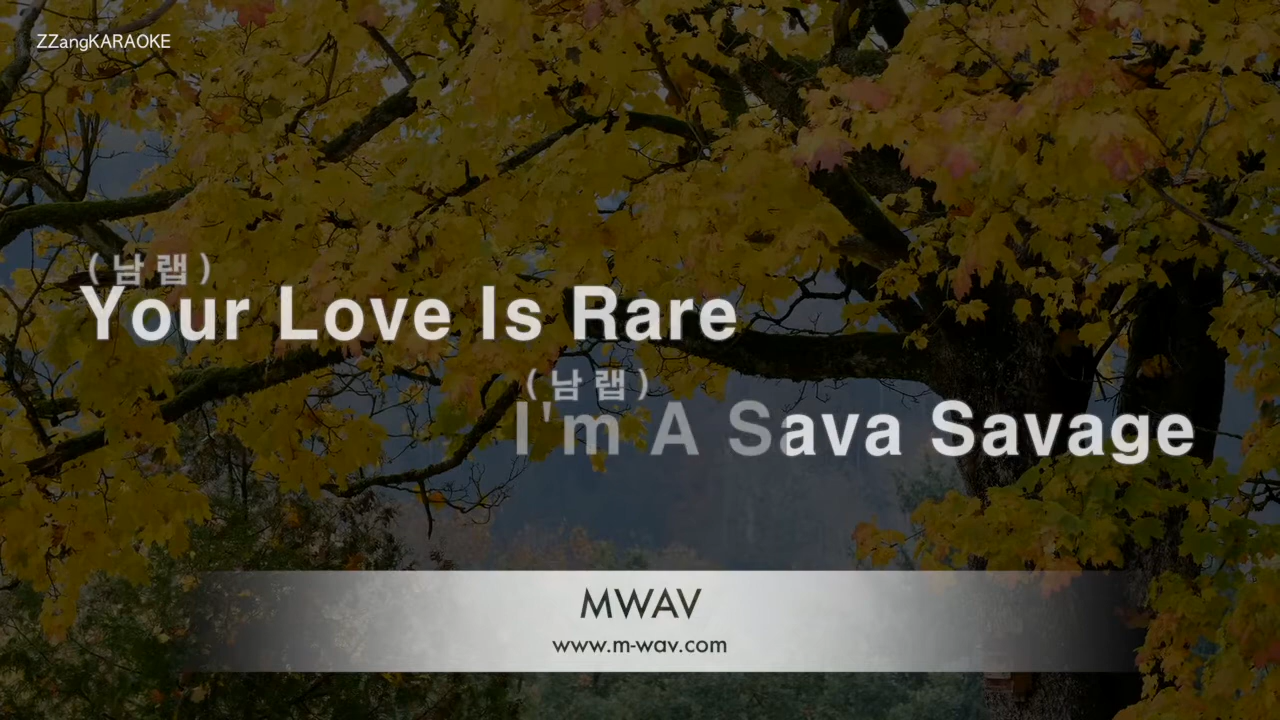 ZZangKARAOKE
(남 랩)
Your Love Is Rare
(남 랩)
I'm A Sava Savage
MWAV
www.m-wav.com